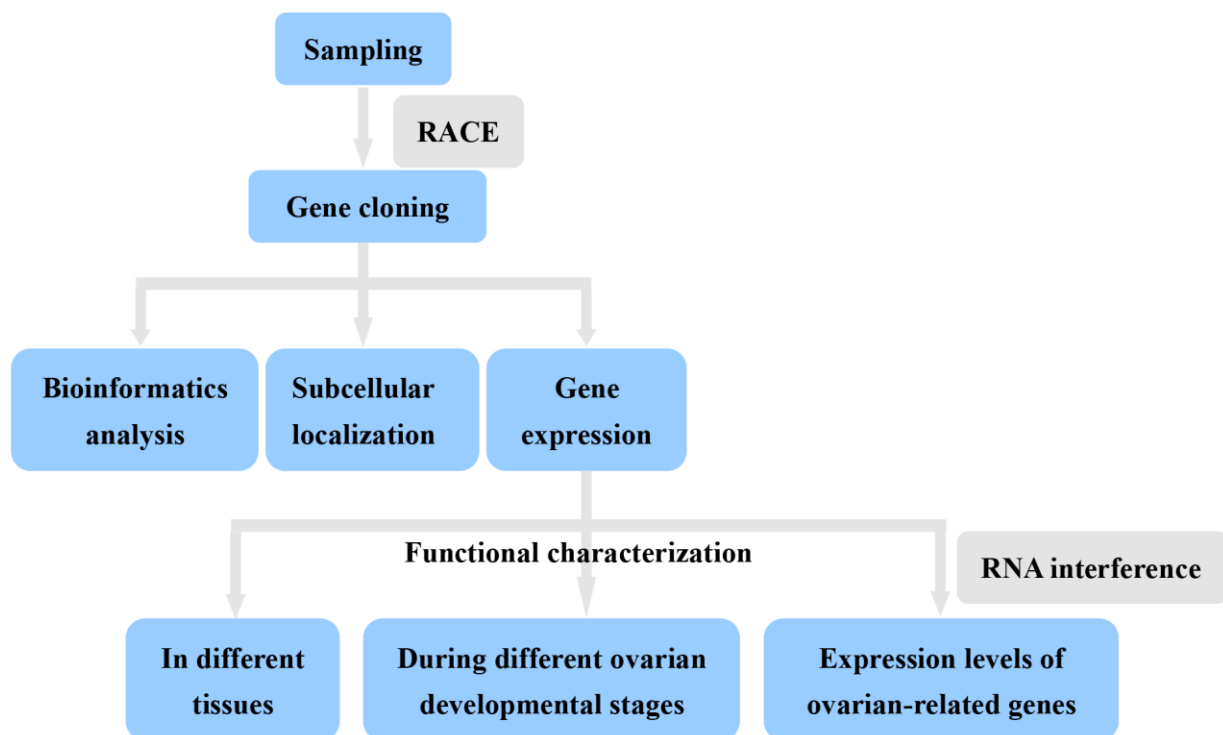 Sampling
RACE
Gene cloning
Bioinformatics
analysis
Subcellular
localization
Gene
expression
Functional characterization
RNA interference
In different
tissues
During different ovarian
developmental stages
Expression levels of
ovarian-related genes